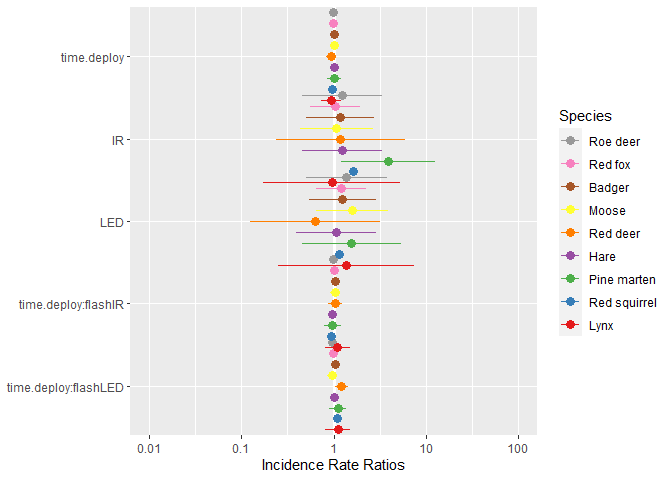 time.deploy
IR
LED
time.deploy:flashIR
time.deploy:flashLED
0.01 0.1 1 10 100
Incidence Rate Ratios
Species
Roe deer
Red fox
Badger
Moose
Red deer
Hare
Pine marten
Red squirrel
Lynx